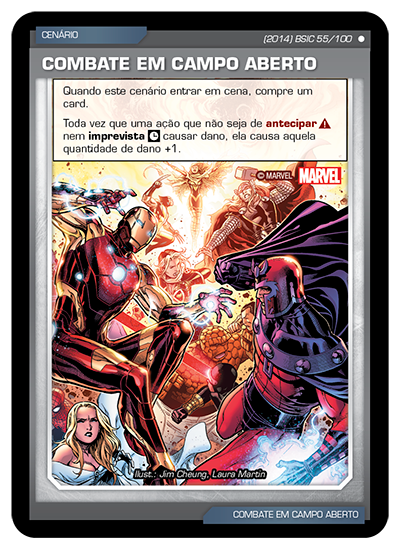 CENÁRIO
(2014) BSIC 55/100
COMBATE EM CAMPO ABERTO
Quando este cenário entrar em cena, compre um
card.
Toda vez que uma ação que não seja de antecipar
nem imprevista causar dano, ela causa aquela
quantidade de dano +1.
© MARVEL MARVEL
Ilust.: Jim Cheung, Laura Martin
COMBATE EM CAMPO ABERTO